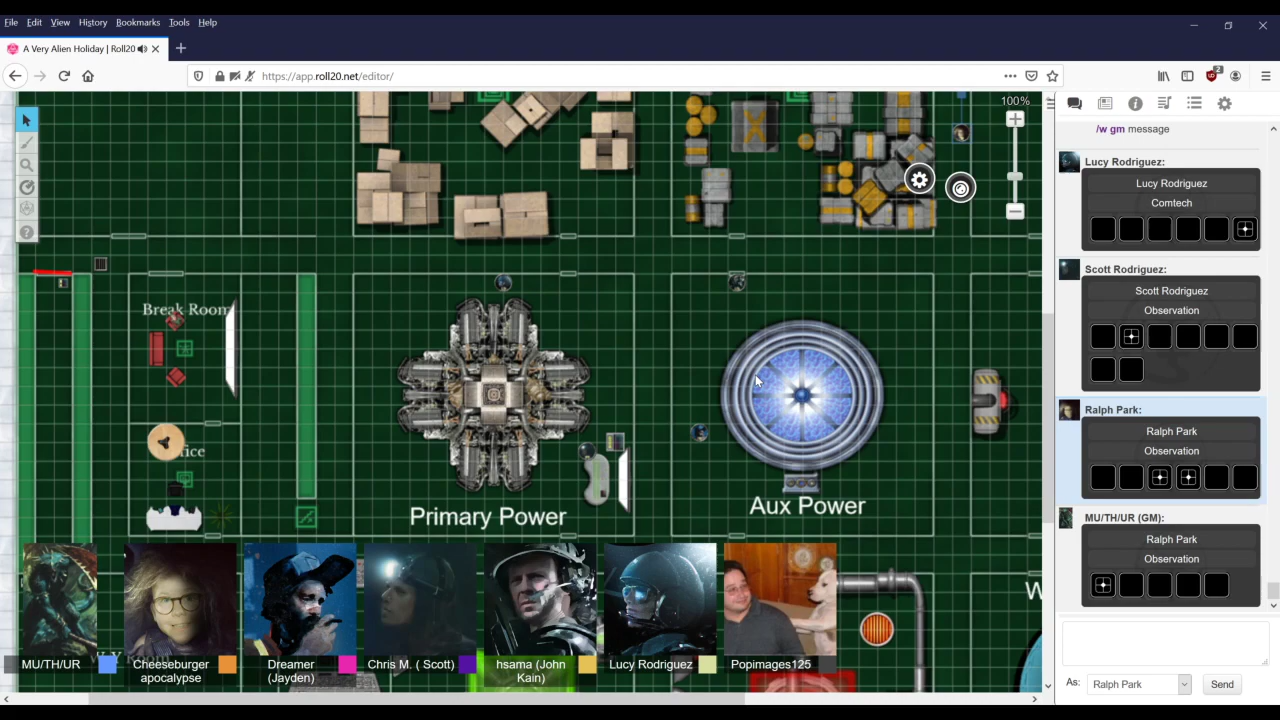 File Edit View History Bookmarks Tools Help
A Very Alien Holiday | Roll20
https://app.roll20.net/editor/
2
100%
/w gm message
Lucy Rodriguez:
Lucy Rodriguez
Comtech
Scott Rodriguez:
Scott Rodriguez
Observation
Ralph Park:
Ralph Park
Observation
MU/TH/UR (GM):
Ralph Park
Observation
As: Ralph Park Send
Break Room
Primary Power
Aux Power
W
MU/TH/UR
Cheeseburger
apocalypse
Dreamer
(Jayden)
Chris M. ( Scott)
hsama (John
Kain)
Lucy Rodriguez
Popimages125